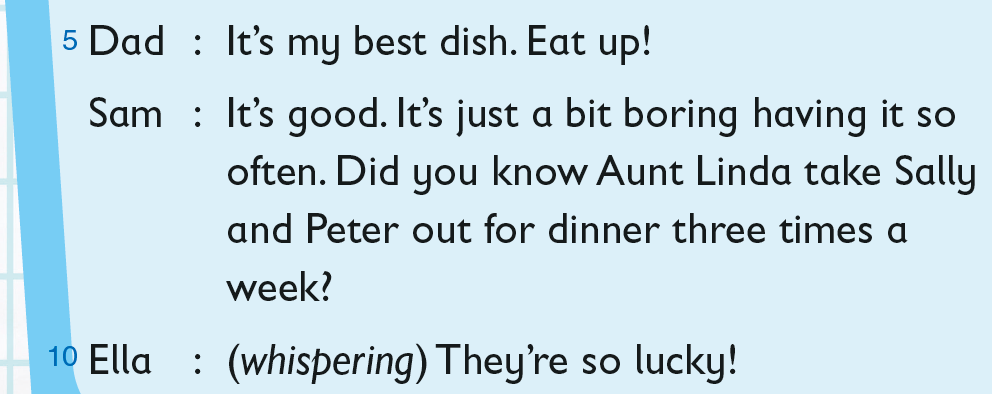 5 Dad : It's my best dish. Eat up!
Sam : It's good. It's just a bit boring having it so
often. Did you know Aunt Linda take Sally
and Peter out for dinner three times a
week?
10 Ella : (whispering) They're so lucky!